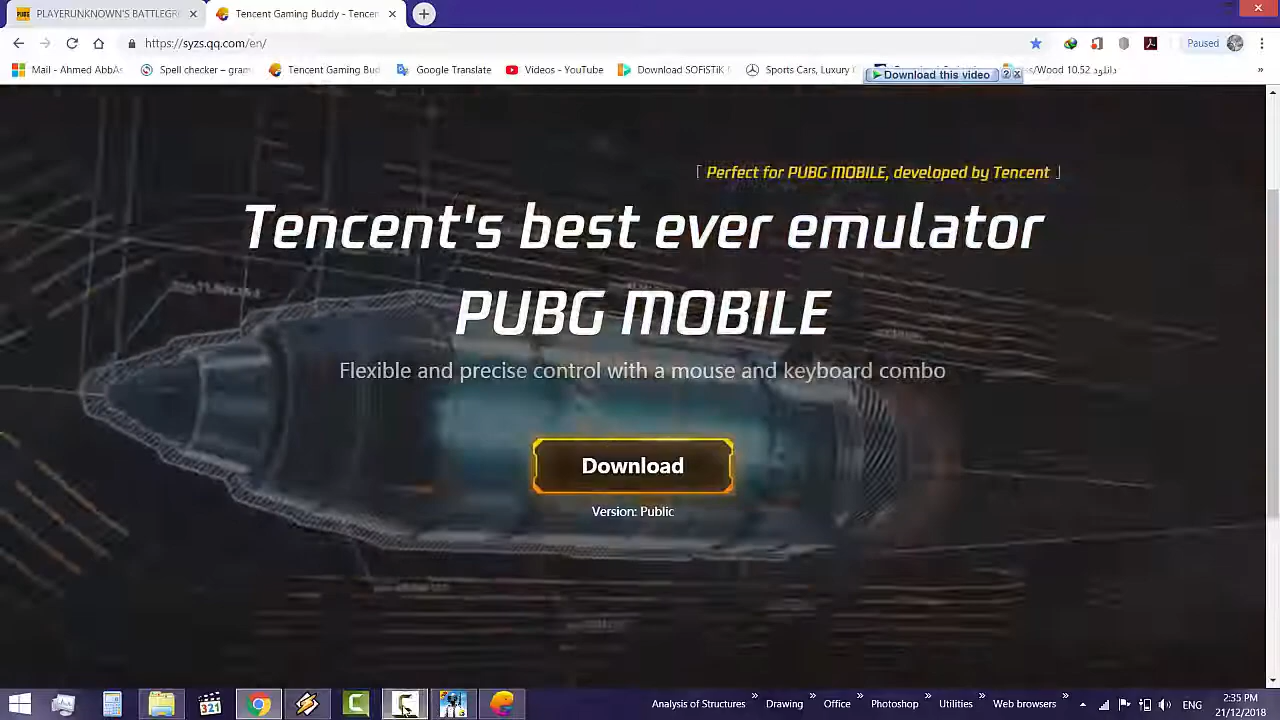 PLAYERUNKNOWN'S BATTLEGR
Tencent Gaming Buddy - Tencen
https://syzs.qq.com/en/
Paused
Mail - Ahmed AbbAs
Spell checker – gram
Tencent Gaming Bud
Google Translate
Videos - YouTube
Download SOFiSTiK
Sports Cars, Luxury
Download this video
دانلود 10.52 Wood/
「 Perfect for PUBG MOBILE, developed by Tencent 」
Tencent's best ever emulator
PUBG MOBILE
Flexible and precise control with a mouse and keyboard combo
Download
Version: Public
321
Analysis of Structures
Drawing
Office
Photoshop
Utilities
Web browsers
ENG
2:35 PM
21/12/2018